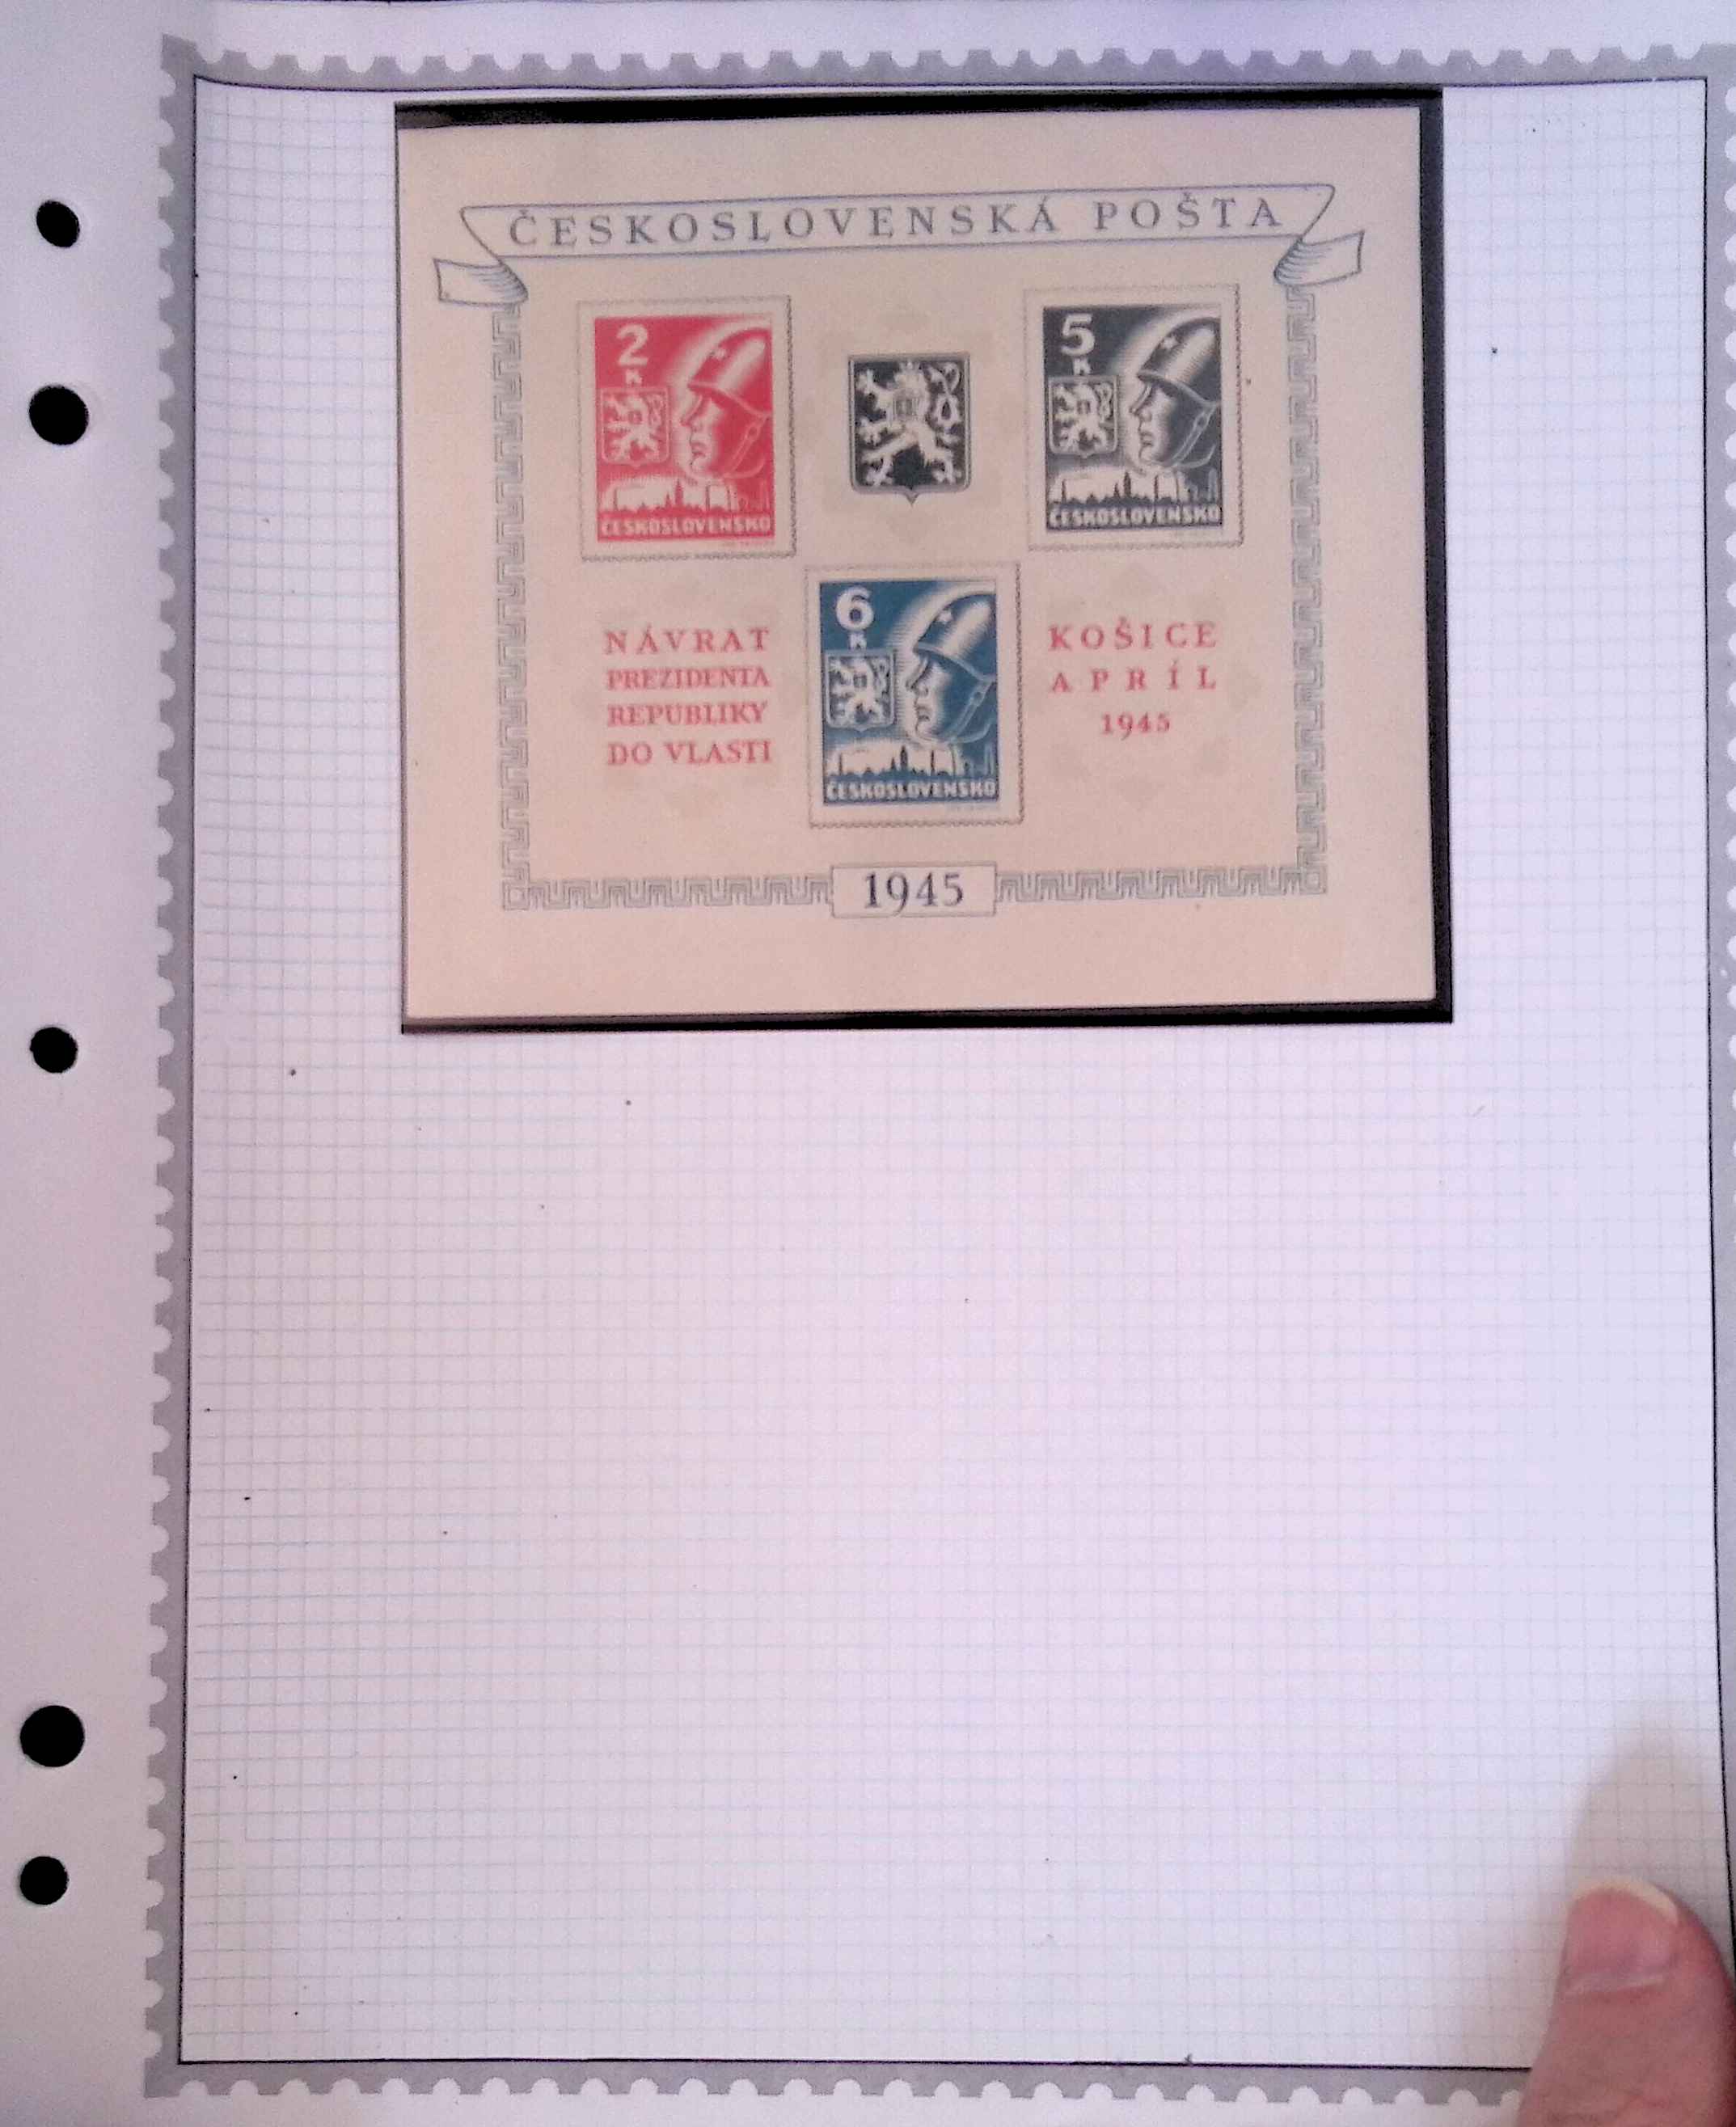 ČESKOSLOVENSKÁ POŠTA
2
K
ČESKOSLOVENSKO
5
K
ČESKOSLOVENSKO
NÁVRAT
PREZIDENTA
REPUBLIKY
DO VLASTI
6
K
ČESKOSLOVENSKO
KOŠICE
APRÍL
1945
1945